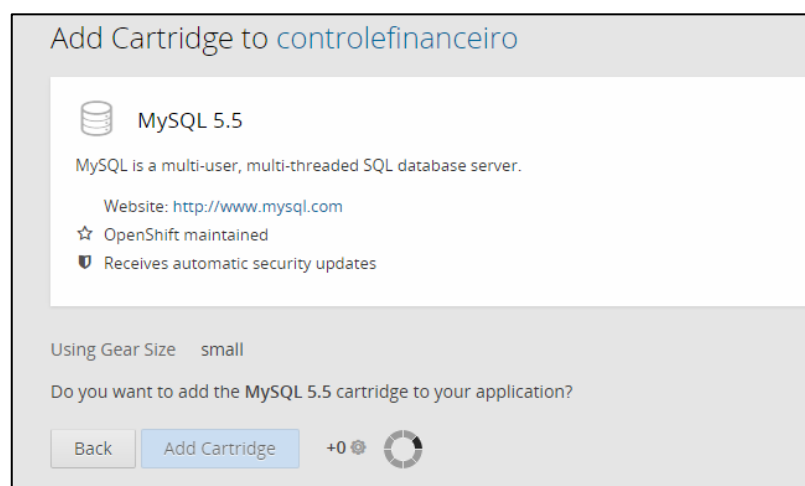 Add Cartridge to controlefinanceiro
MySQL 5.5
MySQL is a multi-user, multi-threaded SQL database server.
Website: http://www.mysql.com
OpenShift maintained
Receives automatic security updates
Using Gear Size small
Do you want to add the MySQL 5.5 cartridge to your application?
Back Add Cartridge +0